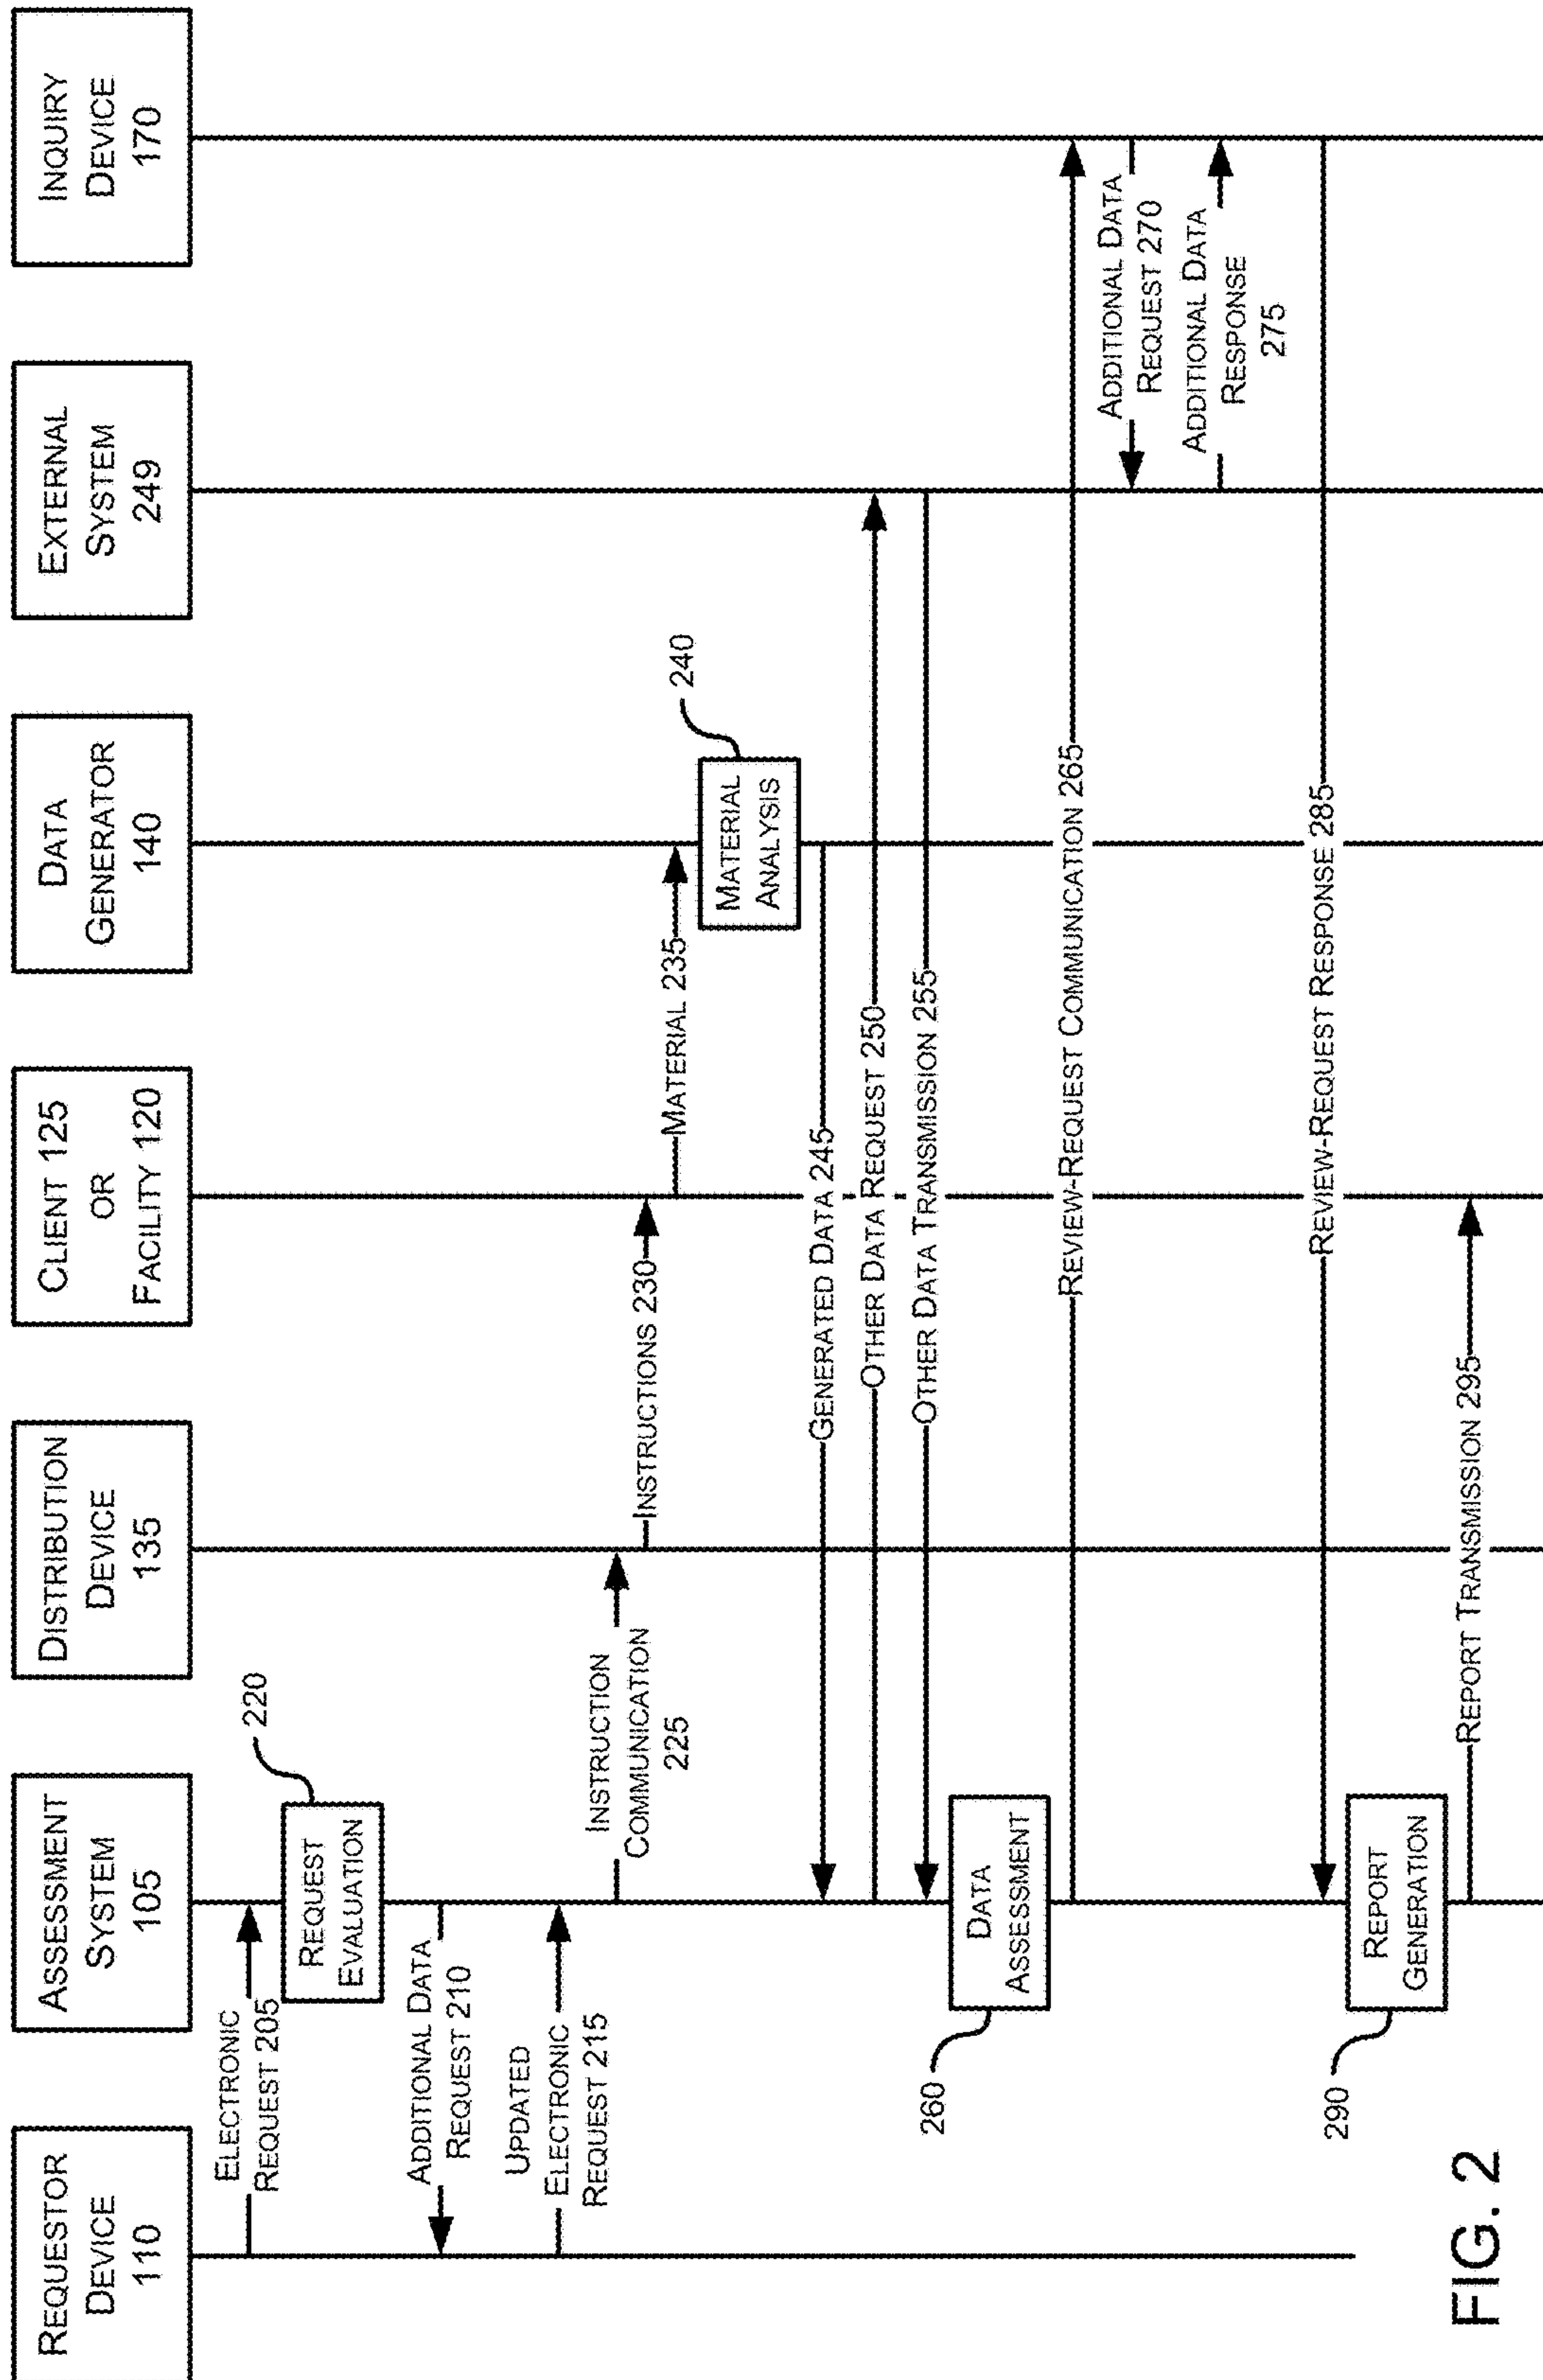 REQUESTOR
DEVICE
110
ASSESSMENT
SYSTEM
105
DISTRIBUTION
DEVICE
135
CLIENT 125
OR
FACILITY 120
DATA
GENERATOR
140
EXTERNAL
SYSTEM
249
INQUIRY
DEVICE
170
ELECTRONIC
REQUEST 205
220
REQUEST
EVALUATION
ADDITIONAL DATA
REQUEST 210
UPDATED
ELECTRONIC
REQUEST 215
INSTRUCTION
COMMUNICATION
225
INSTRUCTIONS 230
MATERIAL 235
240
MATERIAL
ANALYSIS
GENERATED DATA 245
OTHER DATA REQUEST 250
OTHER DATA TRANSMISSION 255
260
DATA
ASSESSMENT
REVIEW-REQUEST COMMUNICATION 265
ADDITIONAL DATA
REQUEST 270
ADDITIONAL DATA
RESPONSE
275
REVIEW-REQUEST RESPONSE 285
290
REPORT
GENERATION
REPORT TRANSMISSION 295
FIG. 2